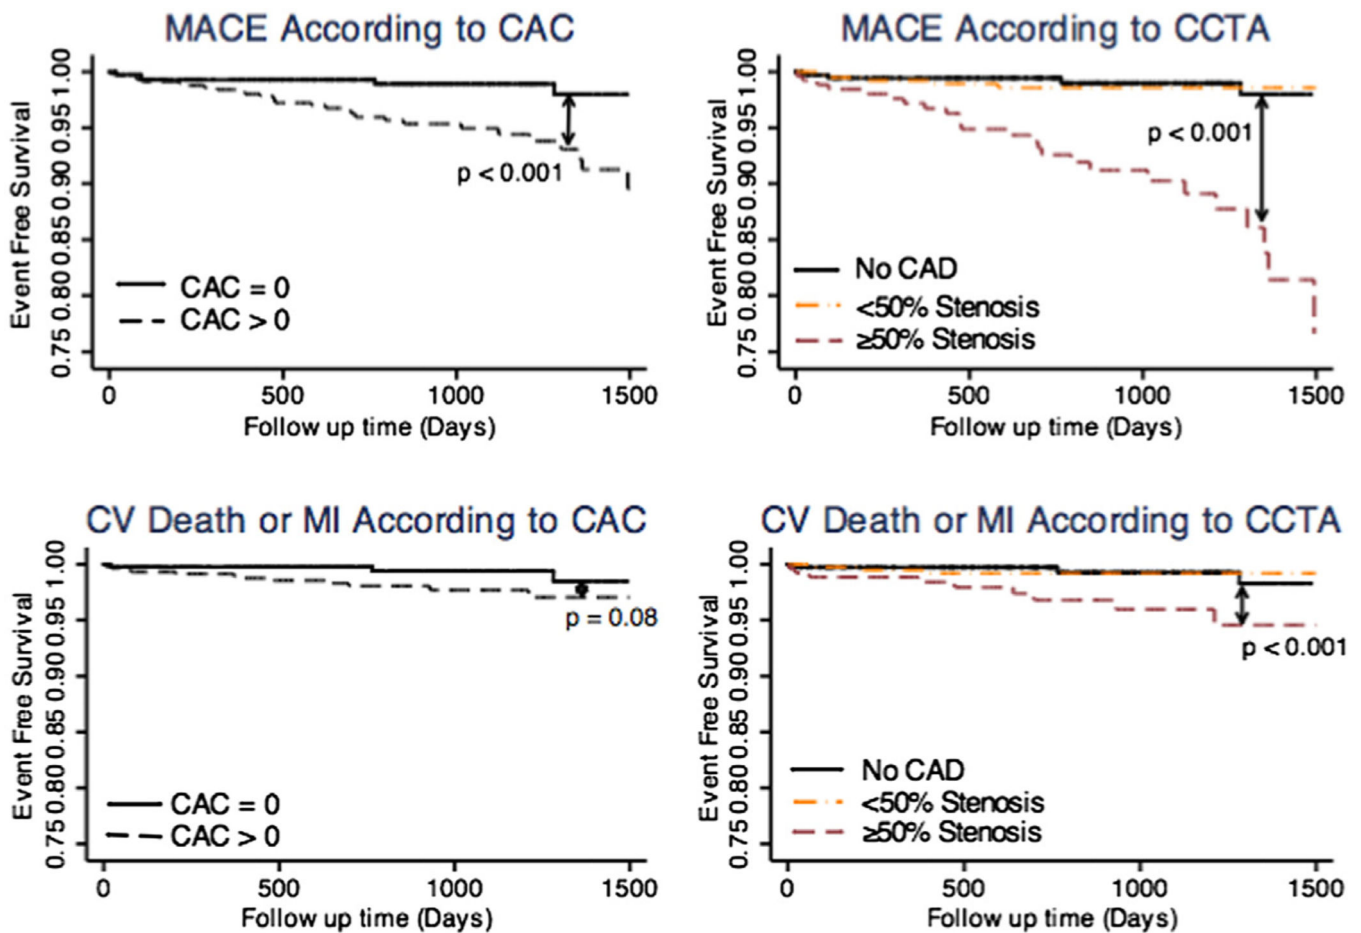 MACE According to CAC
Event Free Survival
0.75 0.80 0.85 0.90 0.95 1.00
p < 0.001
CAC = 0
CAC > 0
0 500 1000 1500
Follow up time (Days)
MACE According to CCTA
Event Free Survival
0.75 0.80 0.85 0.90 0.95 1.00
p < 0.001
No CAD
<50% Stenosis
≥50% Stenosis
0 500 1000 1500
Follow up time (Days)
CV Death or MI According to CAC
Event Free Survival
0.75 0.80 0.85 0.90 0.95 1.00
p = 0.08
CAC = 0
CAC > 0
0 500 1000 1500
Follow up time (Days)
CV Death or MI According to CCTA
Event Free Survival
0.75 0.80 0.85 0.90 0.95 1.00
p < 0.001
No CAD
<50% Stenosis
≥50% Stenosis
0 500 1000 1500
Follow up time (Days)